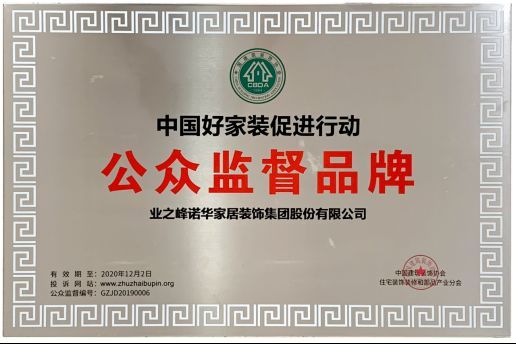 CBDA
中国好家装促进行动
公众监督品牌
业之峰诺华家居装饰集团股份有限公司
有效期至：2020年12月2日
投诉网站：www.zhuzhaibupin.org
公众监督编号：GZJD20190006
中国建筑装饰协会
住宅装饰装修和部品产业分会